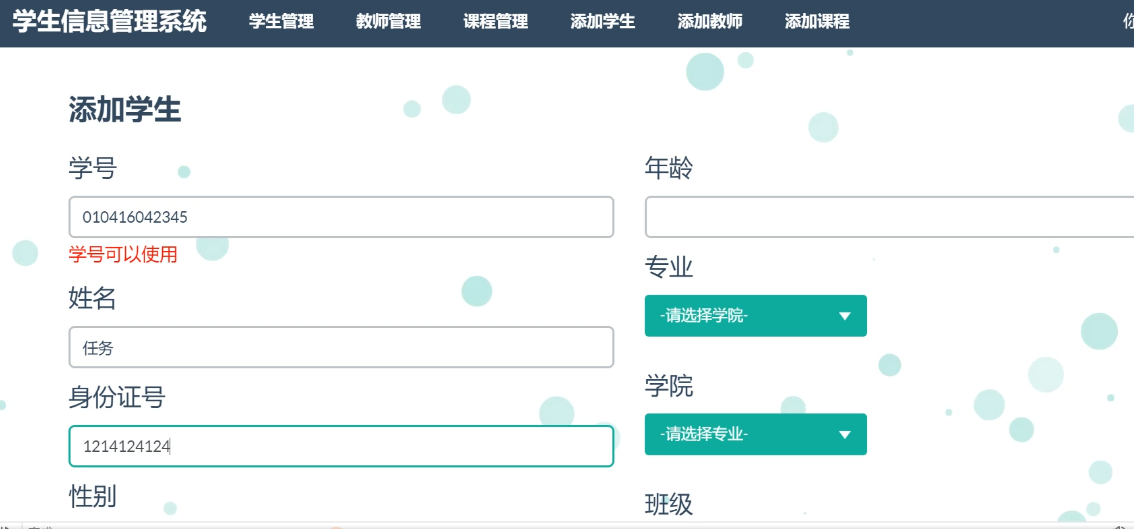 学生信息管理系统 学生管理 教师管理 课程管理 添加学生 添加教师 添加课程
添加学生
学号
010416042345
学号可以使用
姓名
任务
身份证号
1214124124
性别
年龄
专业
-请选择学院-
学院
-请选择专业-
班级